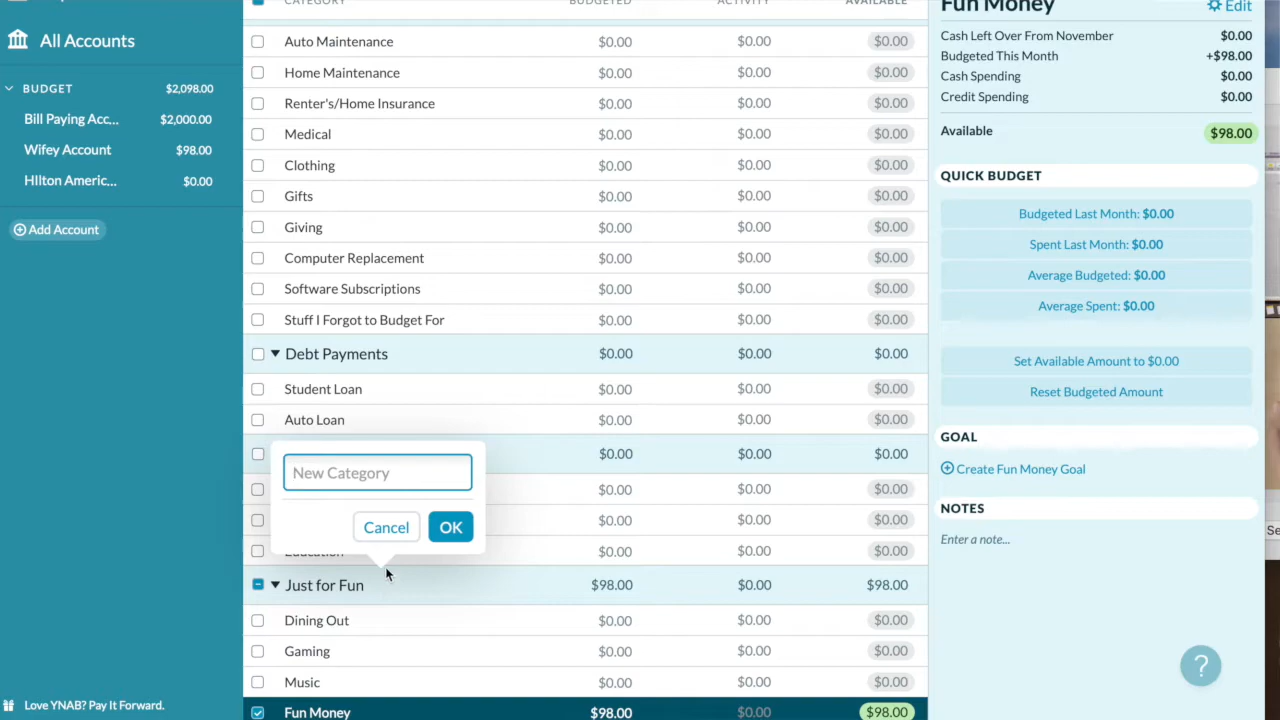 CATEGORY BUDGETED ACTIVITY AVAILABLE
All Accounts
BUDGET $2,098.00
Bill Paying Acc... $2,000.00
Wifey Account $98.00
HIlton Americ... $0.00
Add Account
Love YNAB? Pay It Forward.
Auto Maintenance $0.00 $0.00 $0.00
Home Maintenance $0.00 $0.00 $0.00
Renter's/Home Insurance $0.00 $0.00 $0.00
Medical $0.00 $0.00 $0.00
Clothing $0.00 $0.00 $0.00
Gifts $0.00 $0.00 $0.00
Giving $0.00 $0.00 $0.00
Computer Replacement $0.00 $0.00 $0.00
Software Subscriptions $0.00 $0.00 $0.00
Stuff I Forgot to Budget For $0.00 $0.00 $0.00
Debt Payments $0.00 $0.00 $0.00
Student Loan $0.00 $0.00 $0.00
Auto Loan $0.00 $0.00 $0.00
$0.00 $0.00 $0.00
New Category
$0.00 $0.00 $0.00
Cancel OK
$0.00 $0.00 $0.00
Education $0.00 $0.00 $0.00
Just for Fun $98.00 $0.00 $98.00
Dining Out $0.00 $0.00 $0.00
Gaming $0.00 $0.00 $0.00
Music $0.00 $0.00 $0.00
Fun Money $98.00 $0.00 $98.00
Fun Money Edit
Cash Left Over From November $0.00
Budgeted This Month +$98.00
Cash Spending $0.00
Credit Spending $0.00
Available $98.00
QUICK BUDGET
Budgeted Last Month: $0.00
Spent Last Month: $0.00
Average Budgeted: $0.00
Average Spent: $0.00
Set Available Amount to $0.00
Reset Budgeted Amount
GOAL
Create Fun Money Goal
NOTES
Enter a note...
?
Se